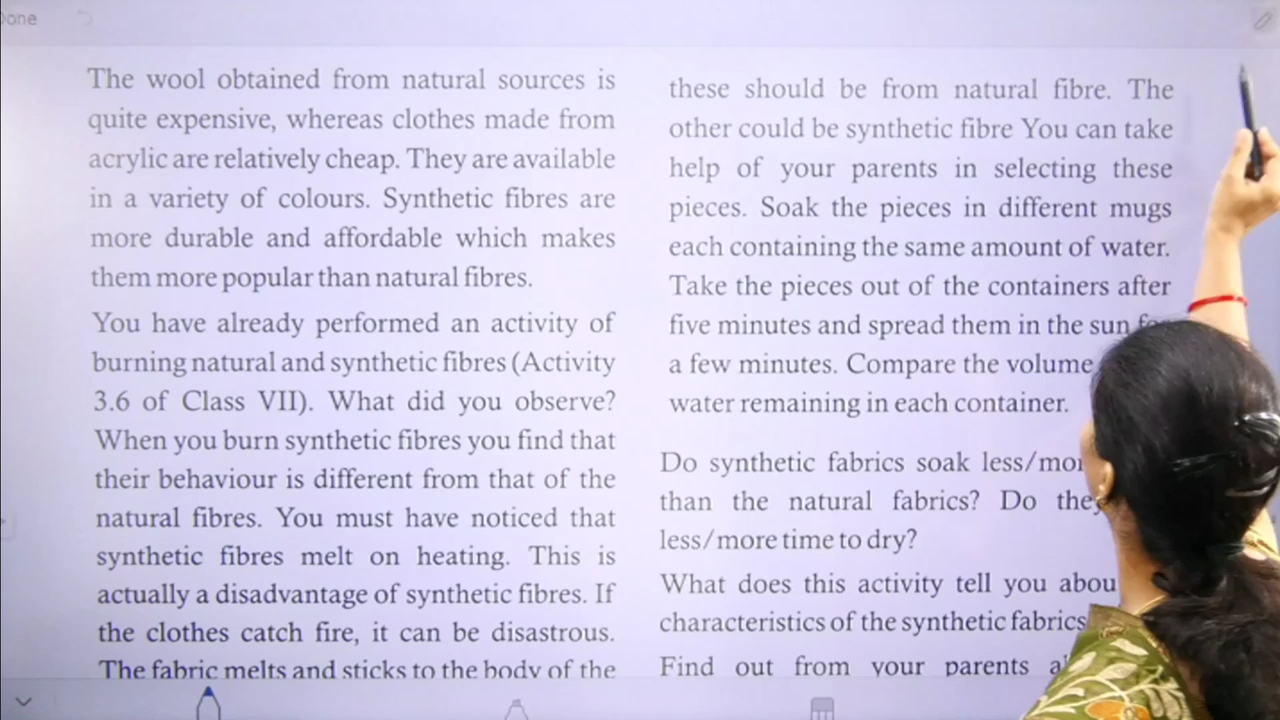 Done
The wool obtained from natural sources is
quite expensive, whereas clothes made from
acrylic are relatively cheap. They are available
in a variety of colours. Synthetic fibres are
more durable and affordable which makes
them more popular than natural fibres.
You have already performed an activity of
burning natural and synthetic fibres (Activity
3.6 of Class VII). What did you observe?
When you burn synthetic fibres you find that
their behaviour is different from that of the
natural fibres. You must have noticed that
synthetic fibres melt on heating. This is
actually a disadvantage of synthetic fibres. If
the clothes catch fire, it can be disastrous.
The fabric melts and sticks to the body of the
these should be from natural fibre. The
other could be synthetic fibre You can take
help of your parents in selecting these
pieces. Soak the pieces in different mugs
each containing the same amount of water.
Take the pieces out of the containers after
five minutes and spread them in the sun
a few minutes. Compare the volume
water remaining in each container.
Do synthetic fabrics soak less/
than the natural fabrics? Do
less/more time to dry?
What does this activity tell you
characteristics of the synthetic fabrics
Find out from your parents